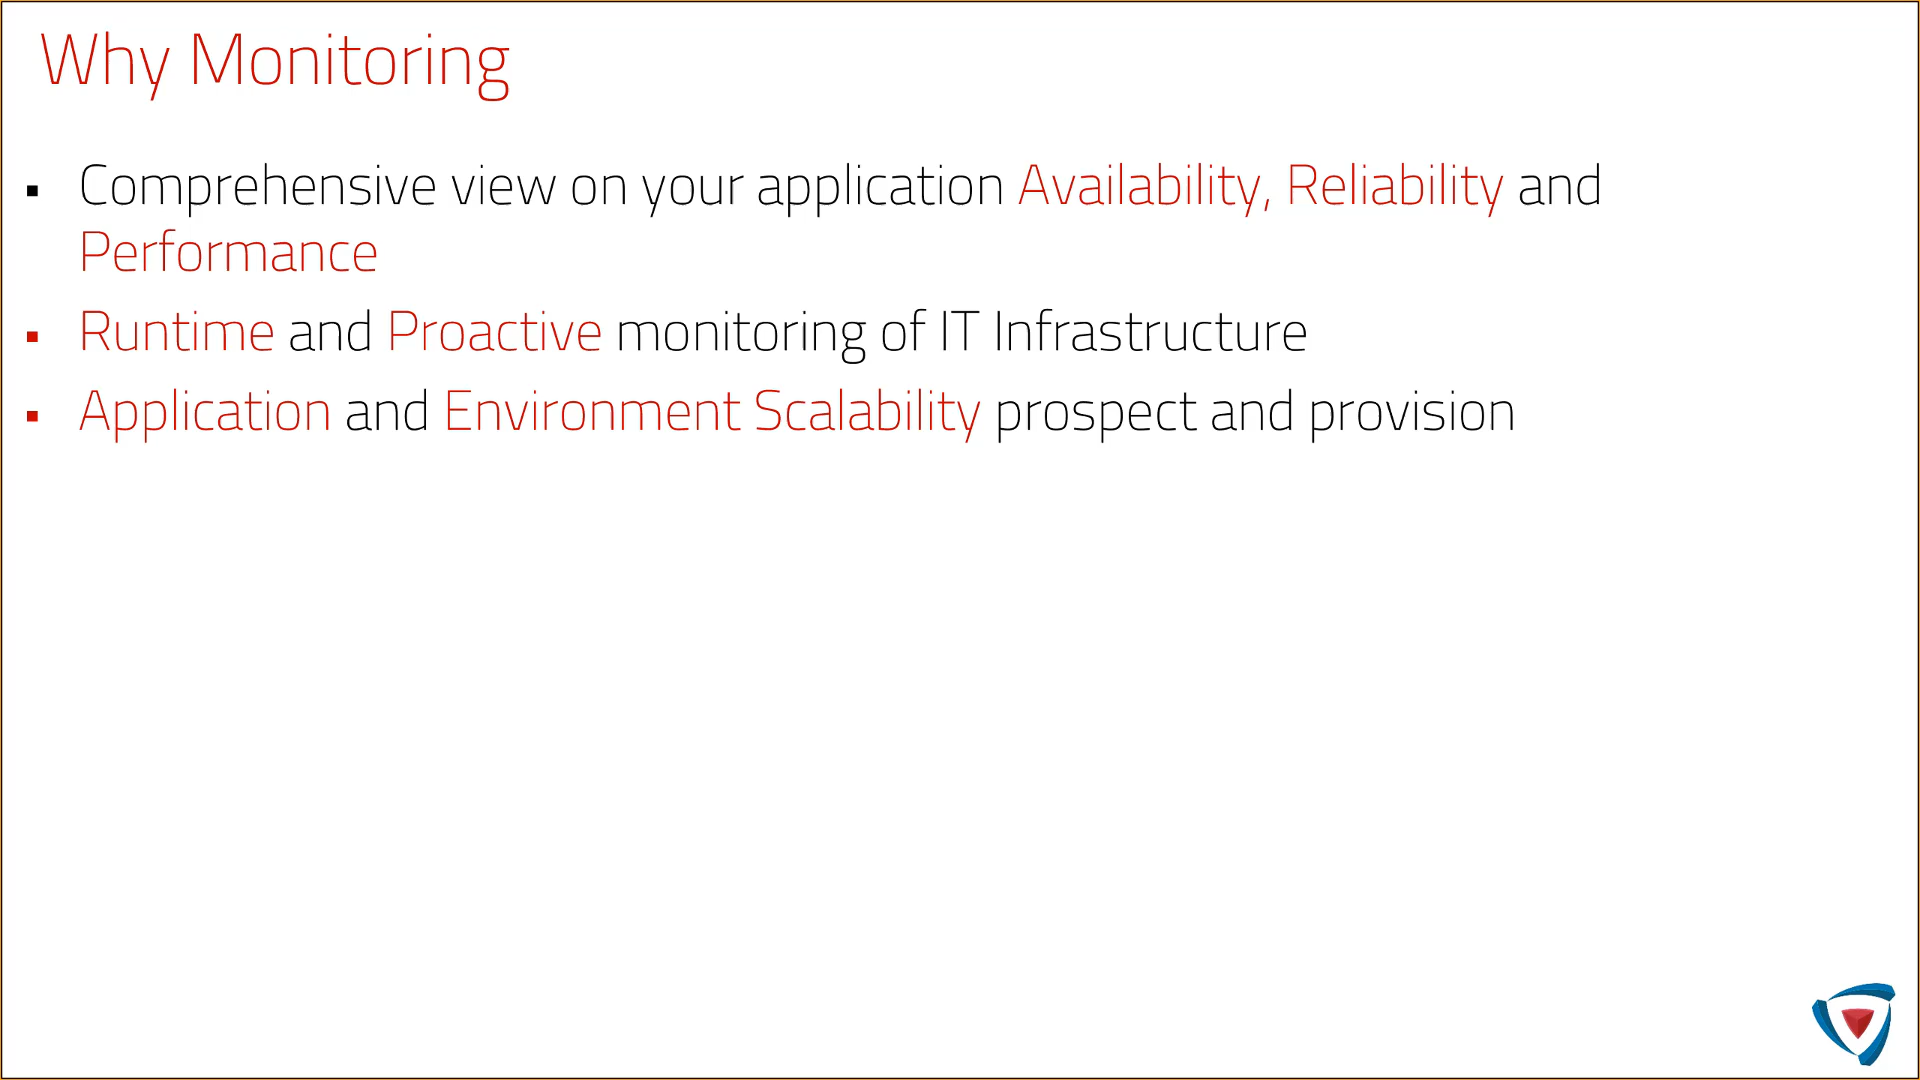 Why Monitoring
▪ Comprehensive view on your application Availability, Reliability and
Performance
▪ Runtime and Proactive monitoring of IT Infrastructure
▪ Application and Environment Scalability prospect and provision